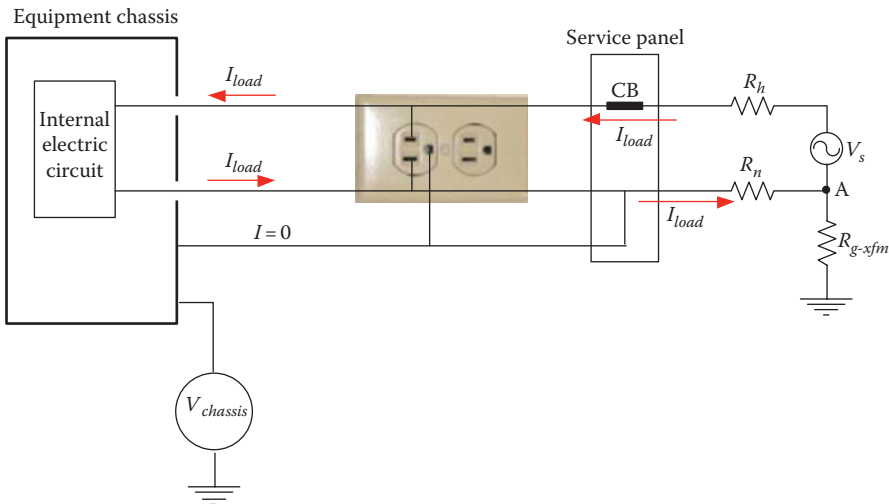 Equipment chassis
Service panel
I_load
CB
R_h
Internal
electric
circuit
I_load
V_s
I_load
R_n
A
I_load
I = 0
R_g-xfm
V_chassis